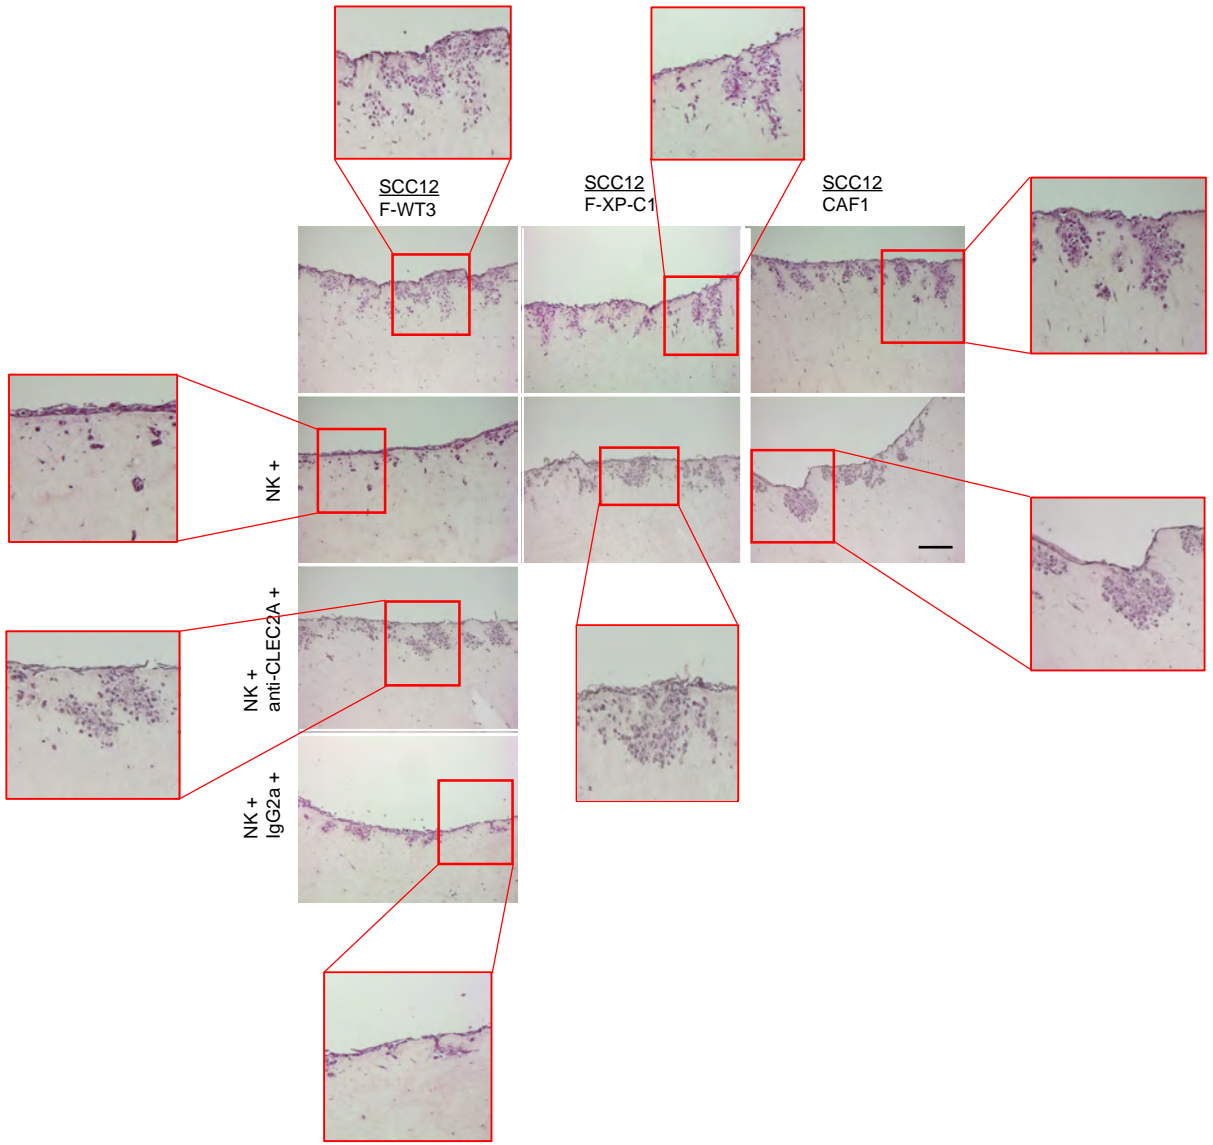 SCC12
F-WT3
SCC12
F-XP-C1
SCC12
CAF1
NK +
NK +
anti-CLEC2A +
NK +
IgG2a +